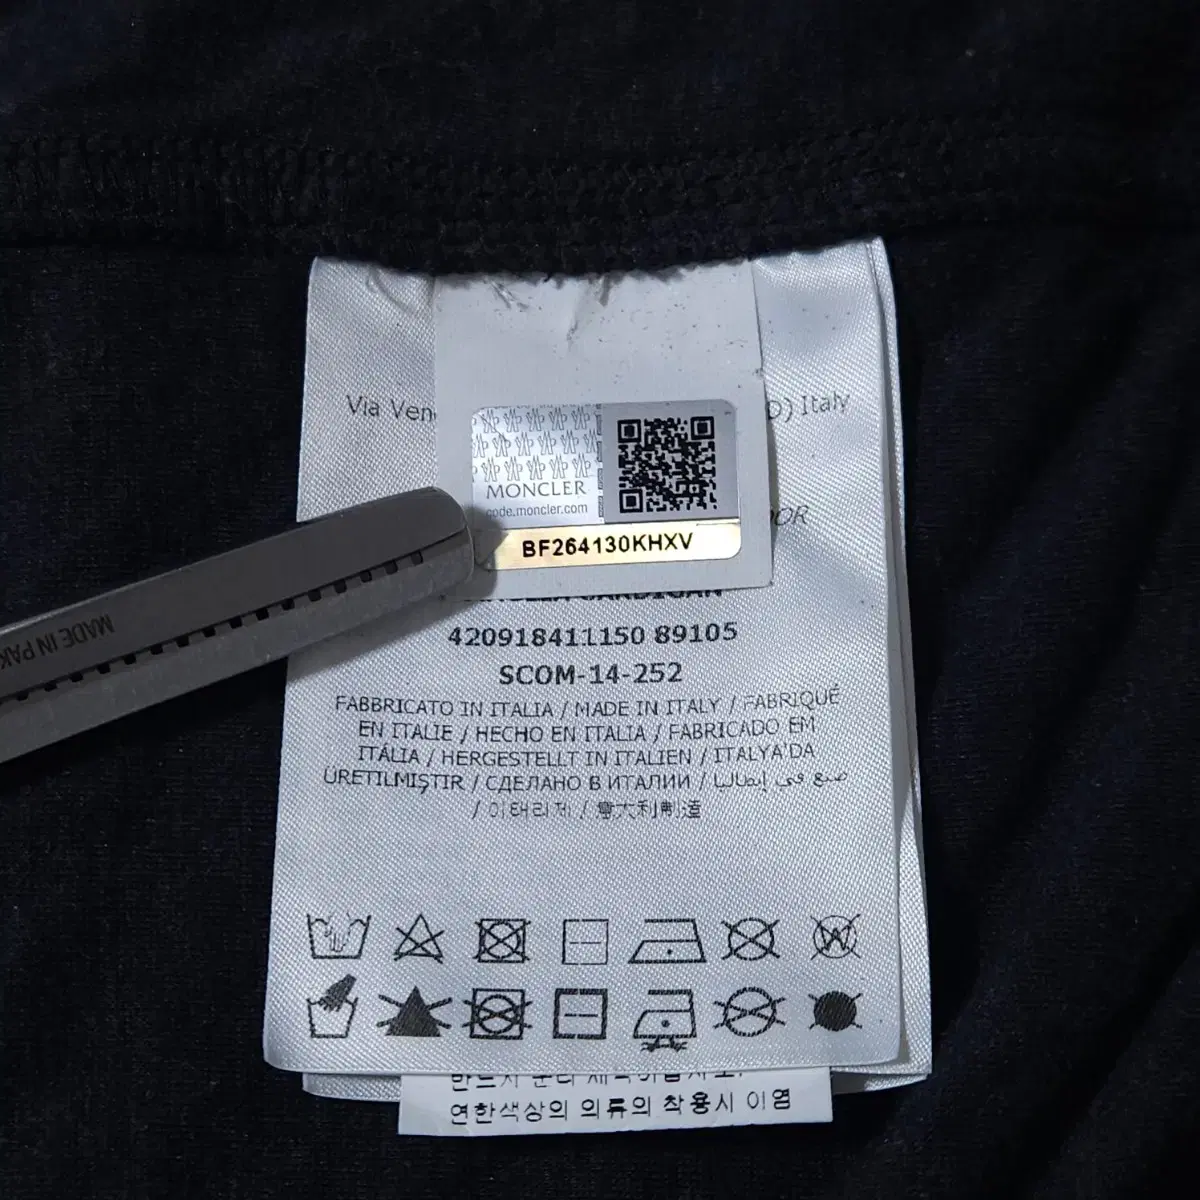 Via Ven
D) Italy
MONCLER
code.moncler.com
OR
BF264130KHXV
CARDIGAN
420918411150 89105
SCOM-14-252
FABBRICATO IN ITALIA / MADE IN ITALY / FABRIQUÉ
EN ITALIE / HECHO EN ITALIA / FABRICADO EM
ITÁLIA / HERGESTELLT IN ITALIEN / ITALYA'DA
ÜRETILMIŞTIR / СДЕЛАНО В ИТАЛИИ / صنع في إيطاليا
/ 이태리제 / 意大利制造
MADE IN PAK
연한색상의 의류의 착용시 이염